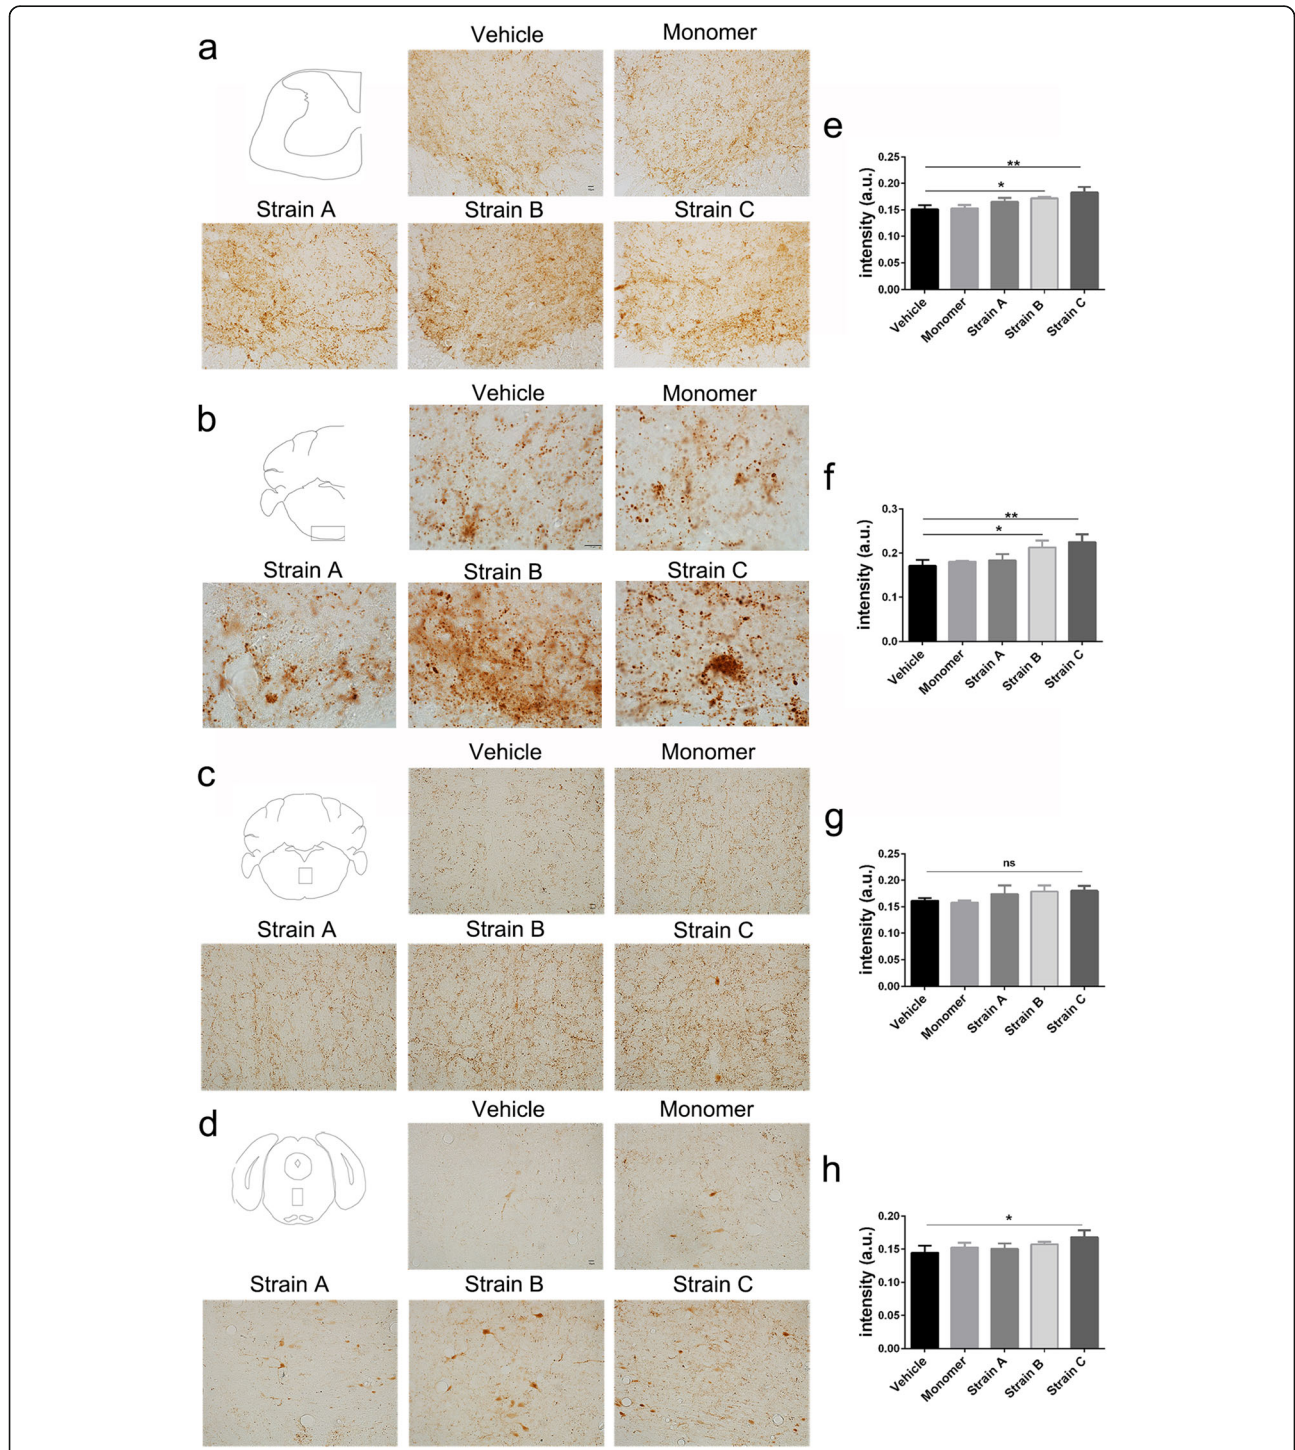 a
Vehicle
Monomer
Strain A
Strain B
Strain C
e
intensity (a.u.)
0.25
0.20
0.15
0.10
0.05
0.00
**
*
Vehicle
Monomer
Strain A
Strain B
Strain C
b
Vehicle
Monomer
Strain A
Strain B
Strain C
f
intensity (a.u.)
0.3
0.2
0.1
0.0
**
*
Vehicle
Monomer
Strain A
Strain B
Strain C
c
Vehicle
Monomer
Strain A
Strain B
Strain C
g
intensity (a.u.)
0.25
0.20
0.15
0.10
0.05
0.00
ns
Vehicle
Monomer
Strain A
Strain B
Strain C
d
Vehicle
Monomer
Strain A
Strain B
Strain C
h
intensity (a.u.)
0.20
0.15
0.10
0.05
0.00
*
Vehicle
Monomer
Strain A
Strain B
Strain C